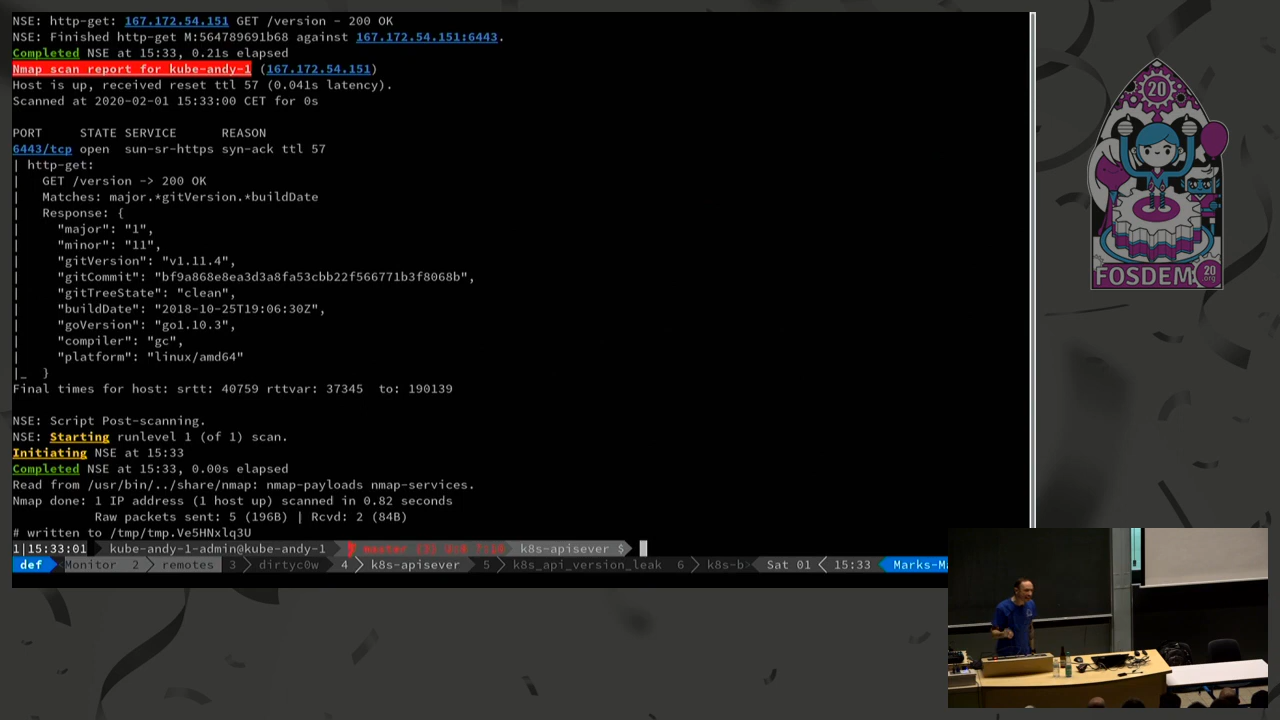 NSE: http-get: 167.172.54.151 GET /version - 200 OK
NSE: Finished http-get M:564789691b68 against 167.172.54.151:6443.
Completed NSE at 15:33, 0.21s elapsed
Nmap scan report for kube-andy-1 (167.172.54.151)
Host is up, received reset ttl 57 (0.041s latency).
Scanned at 2020-02-01 15:33:00 CET for 0s
PORT STATE SERVICE REASON
6443/tcp open sun-sr-https syn-ack ttl 57
| http-get:
| GET /version -> 200 OK
| Matches: major.*gitVersion.*buildDate
| Response: {
| "major": "1",
| "minor": "11",
| "gitVersion": "v1.11.4",
| "gitCommit": "bf9a868e8ea3d3a8fa53cbb22f566771b3f8068b",
| "gitTreeState": "clean",
| "buildDate": "2018-10-25T19:06:30Z",
| "goVersion": "go1.10.3",
| "compiler": "gc",
| "platform": "linux/amd64"
|_ }
Final times for host: srtt: 40759 rttvar: 37345 to: 190139
NSE: Script Post-scanning.
NSE: Starting runlevel 1 (of 1) scan.
Initiating NSE at 15:33
Completed NSE at 15:33, 0.00s elapsed
Read from /usr/bin/../share/nmap: nmap-payloads nmap-services.
Nmap done: 1 IP address (1 host up) scanned in 0.82 seconds
Raw packets sent: 5 (196B) | Rcvd: 2 (84B)
# written to /tmp/tmp.Ve5HNxlq3U
1|15:33:01 kube-andy-1-admin@kube-andy-1 master k8s-apisever $
def Monitor 2 remotes 3 dirtyc0w 4 k8s-apisever 5 k8s_api_version_leak 6 k8s-b Sat 01 15:33 Marks-Ma
20
FOSDEM 20
.org